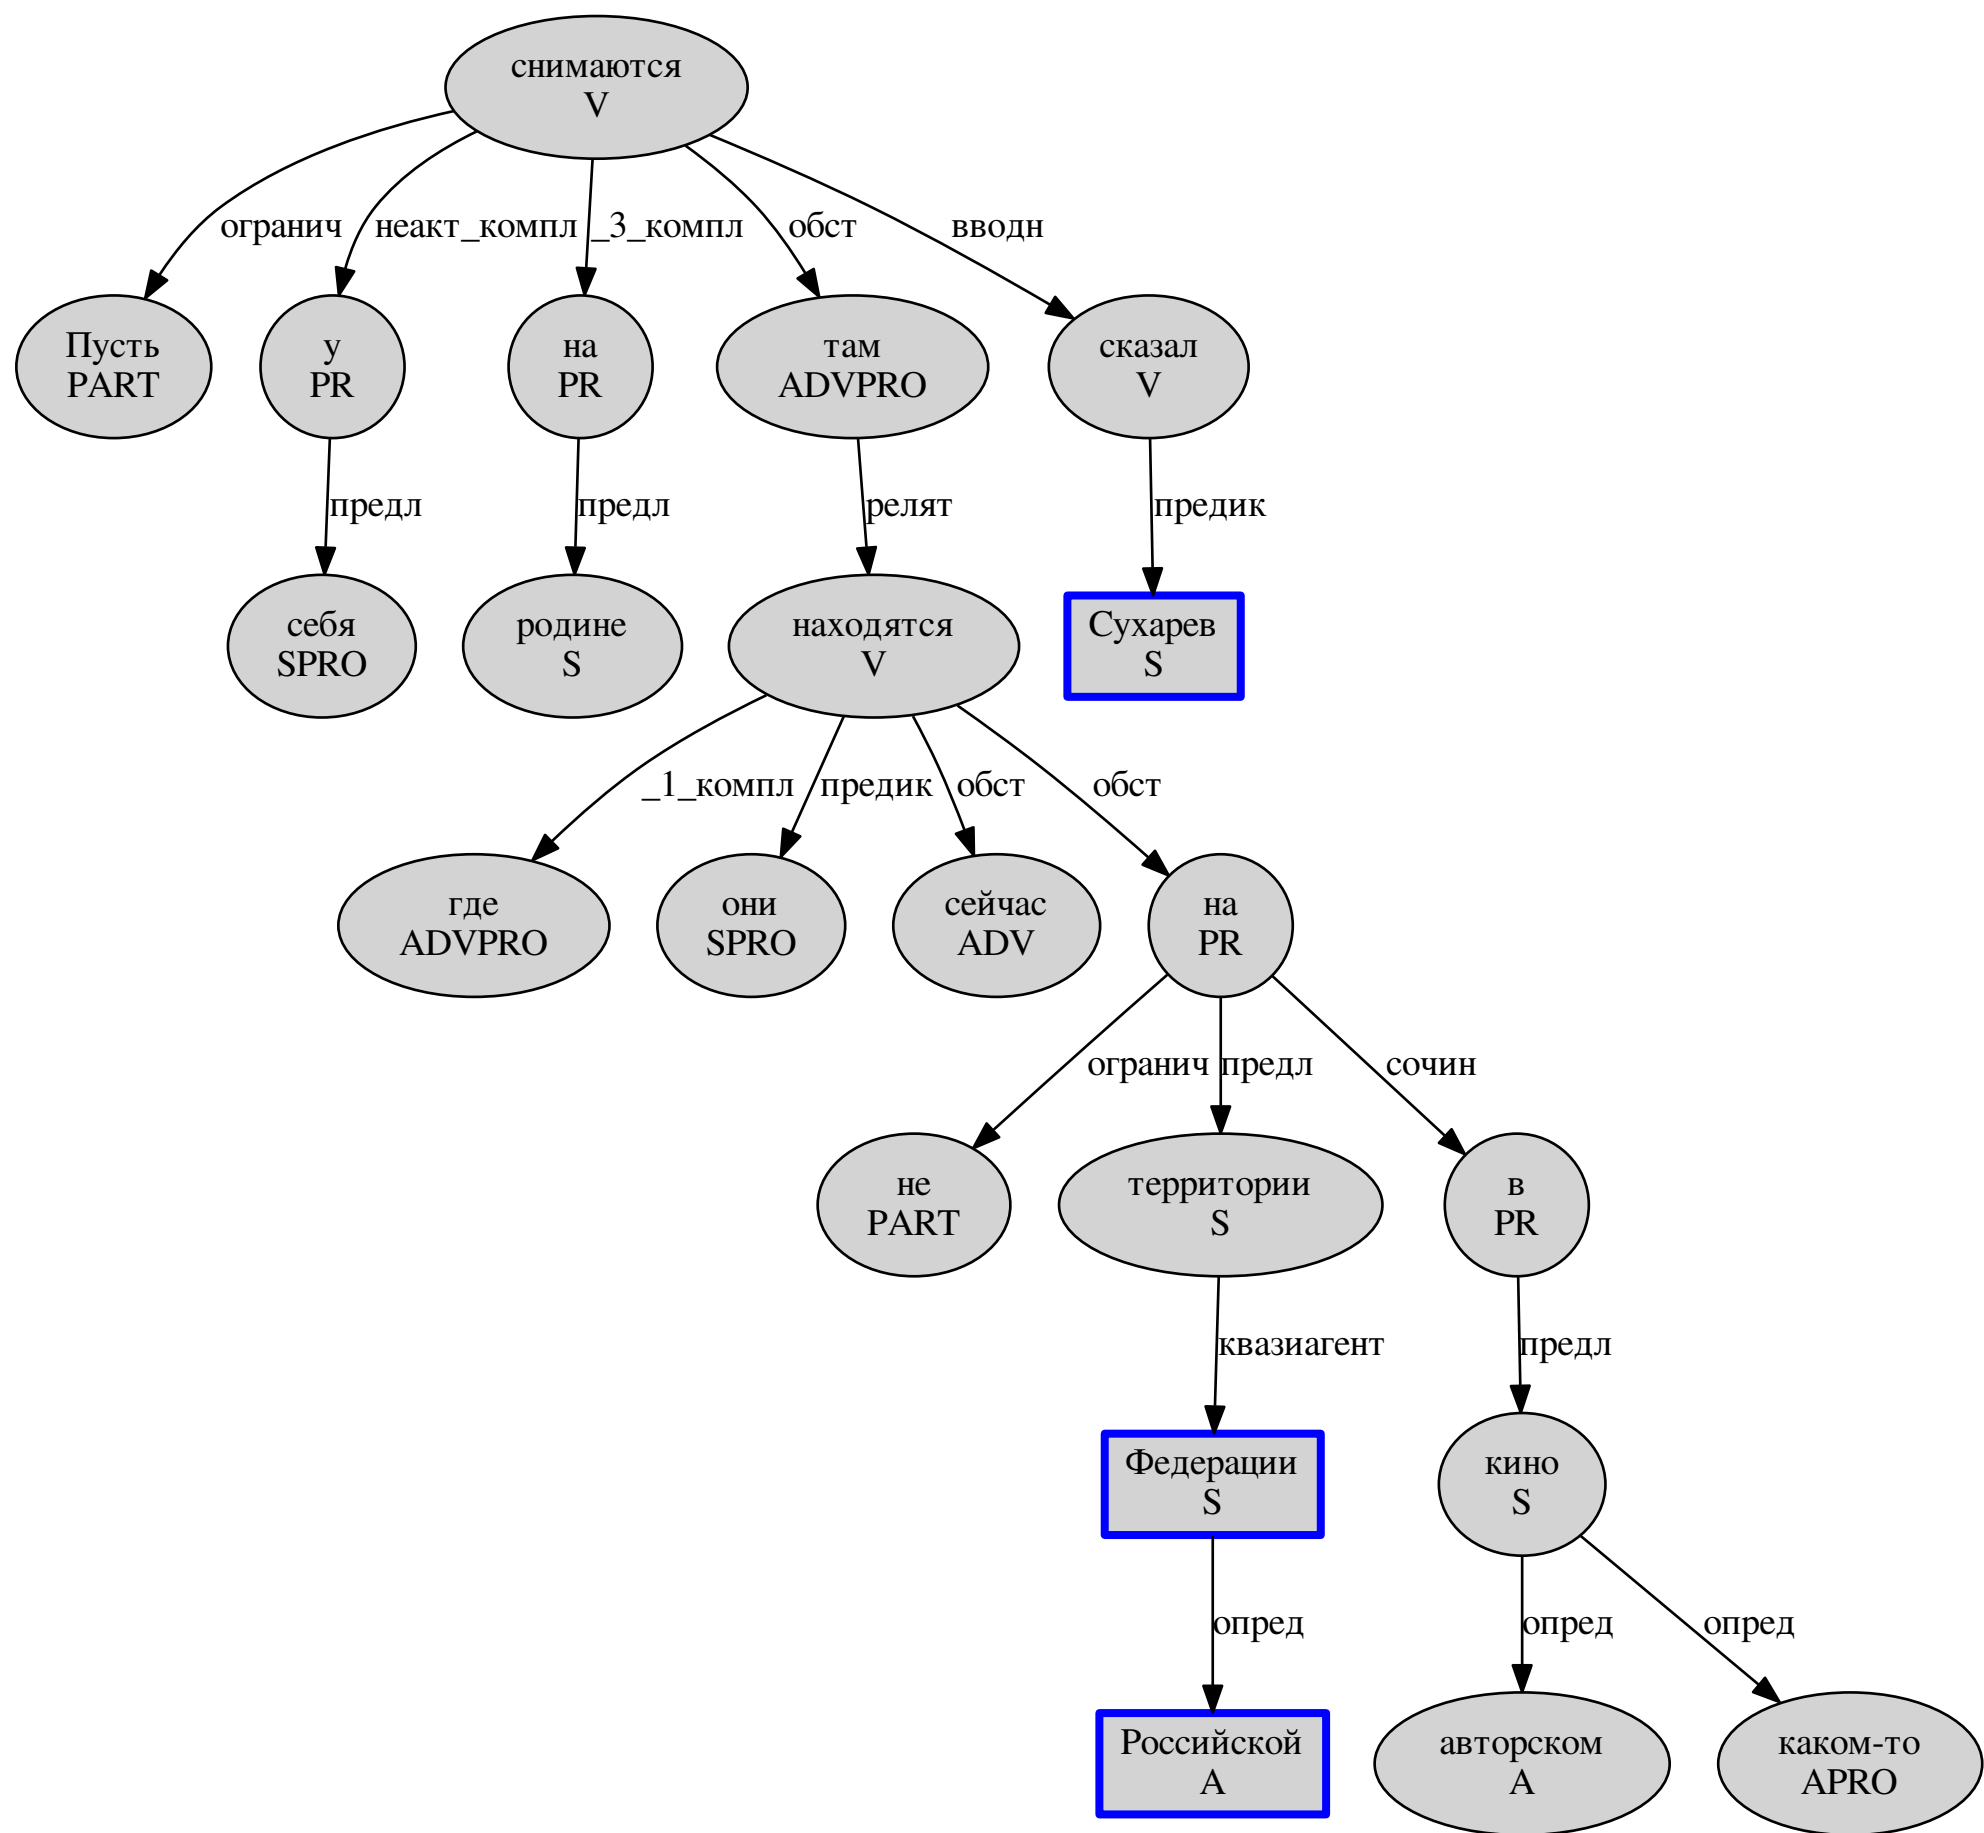 снимаются
V
огранич
неакт_компл
_3_компл
обст
вводн
Пусть
PART
у
PR
на
PR
там
ADVPRO
сказал
V
предл
предл
релят
предик
себя
SPRO
родине
S
находятся
V
Сухарев
S
_1_компл
предик
обст
обст
где
ADVPRO
они
SPRO
сейчас
ADV
на
PR
огранич
предл
сочин
не
PART
территории
S
в
PR
квазиагент
предл
Федерации
S
кино
S
опред
опред
опред
Российской
A
авторском
A
каком-то
APRO